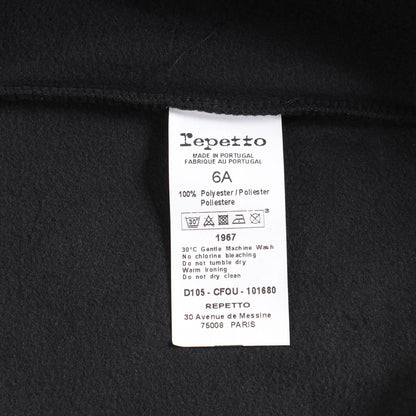 repetto
MADE IN PORTUGAL
FABRIQUE AU PORTUGAL
6A
100% Polyester / Poliester
Poliestere
30°
1967
30°C Gentle Machine Wash
No chlorine bleaching
Do not tumble dry
Warm Ironing
Do not dry clean
D105 - CFOU - 101680
REPETTO
30 Avenue de Messine
75008 PARIS